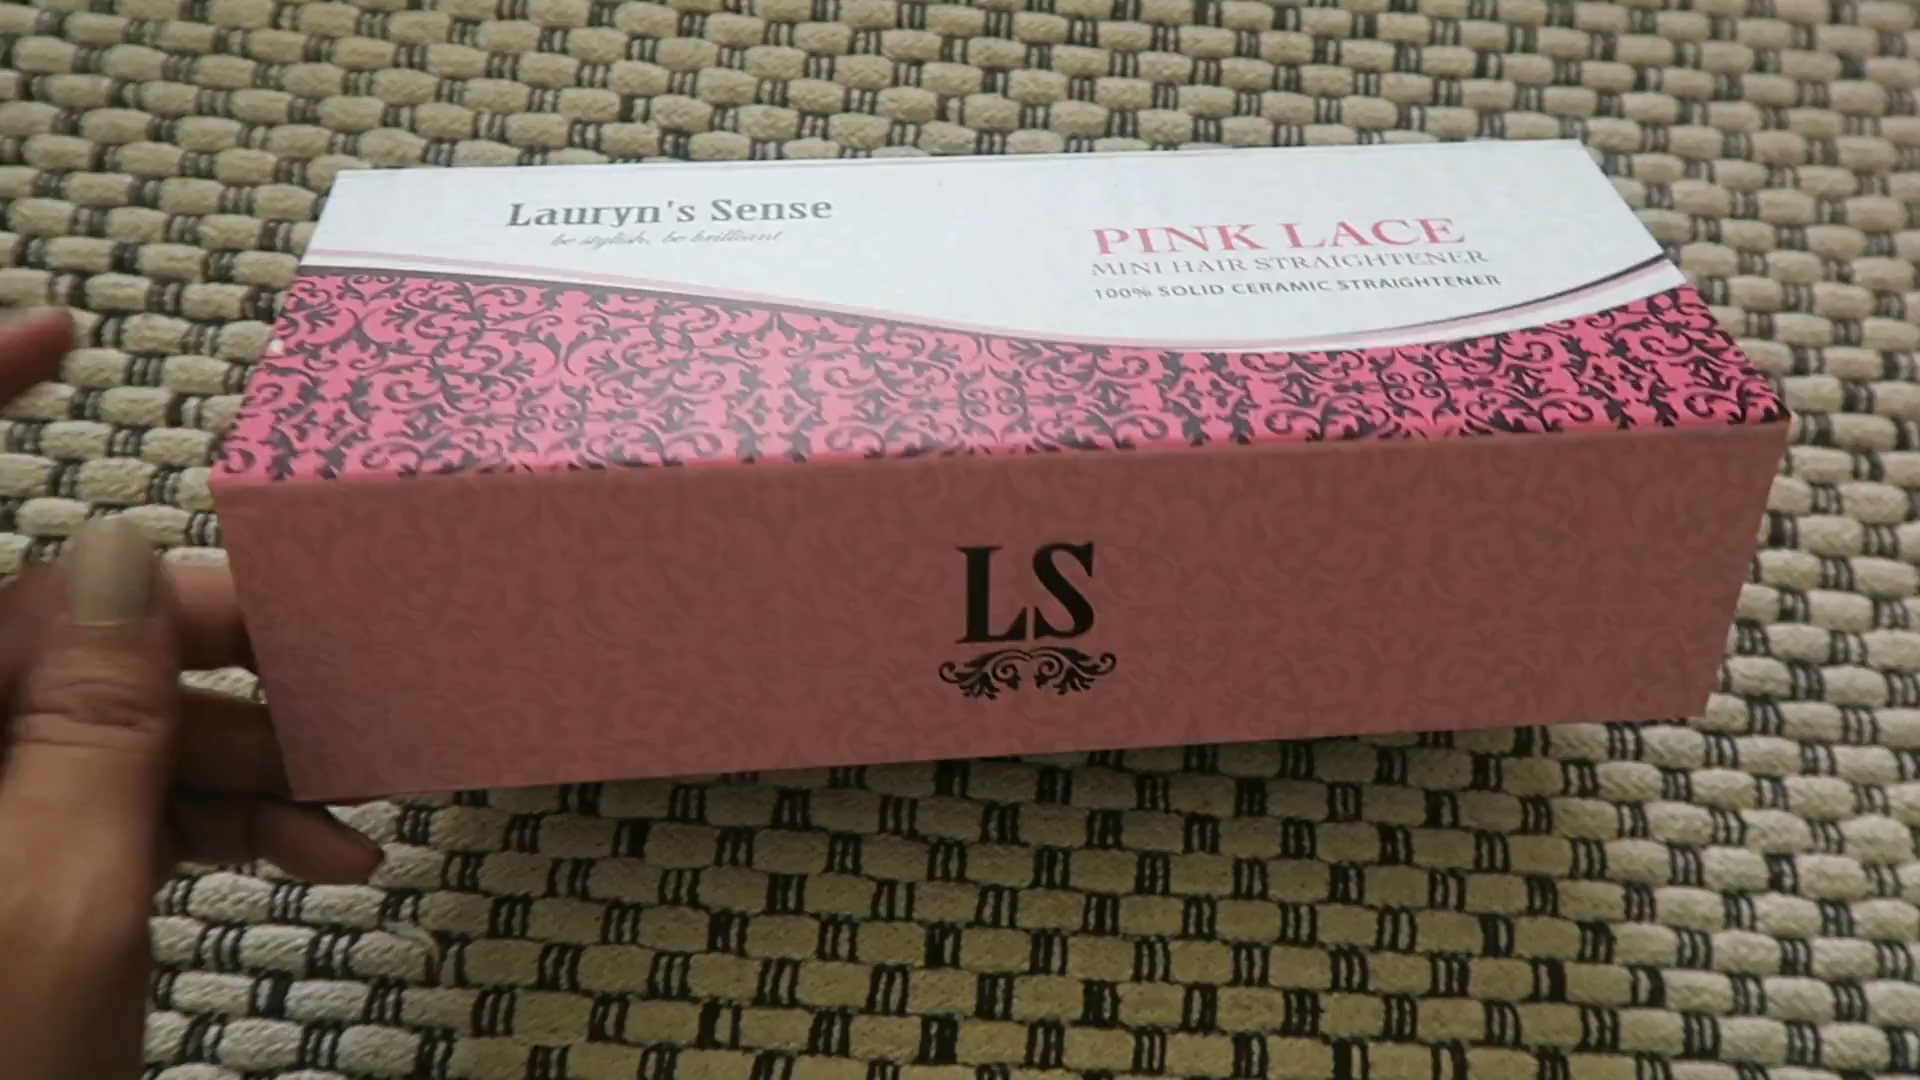 Lauryn's Sense
be stylish, be brilliant
PINK LACE
MINI HAIR STRAIGHTENER
100% SOLID CERAMIC STRAIGHTENER
LS